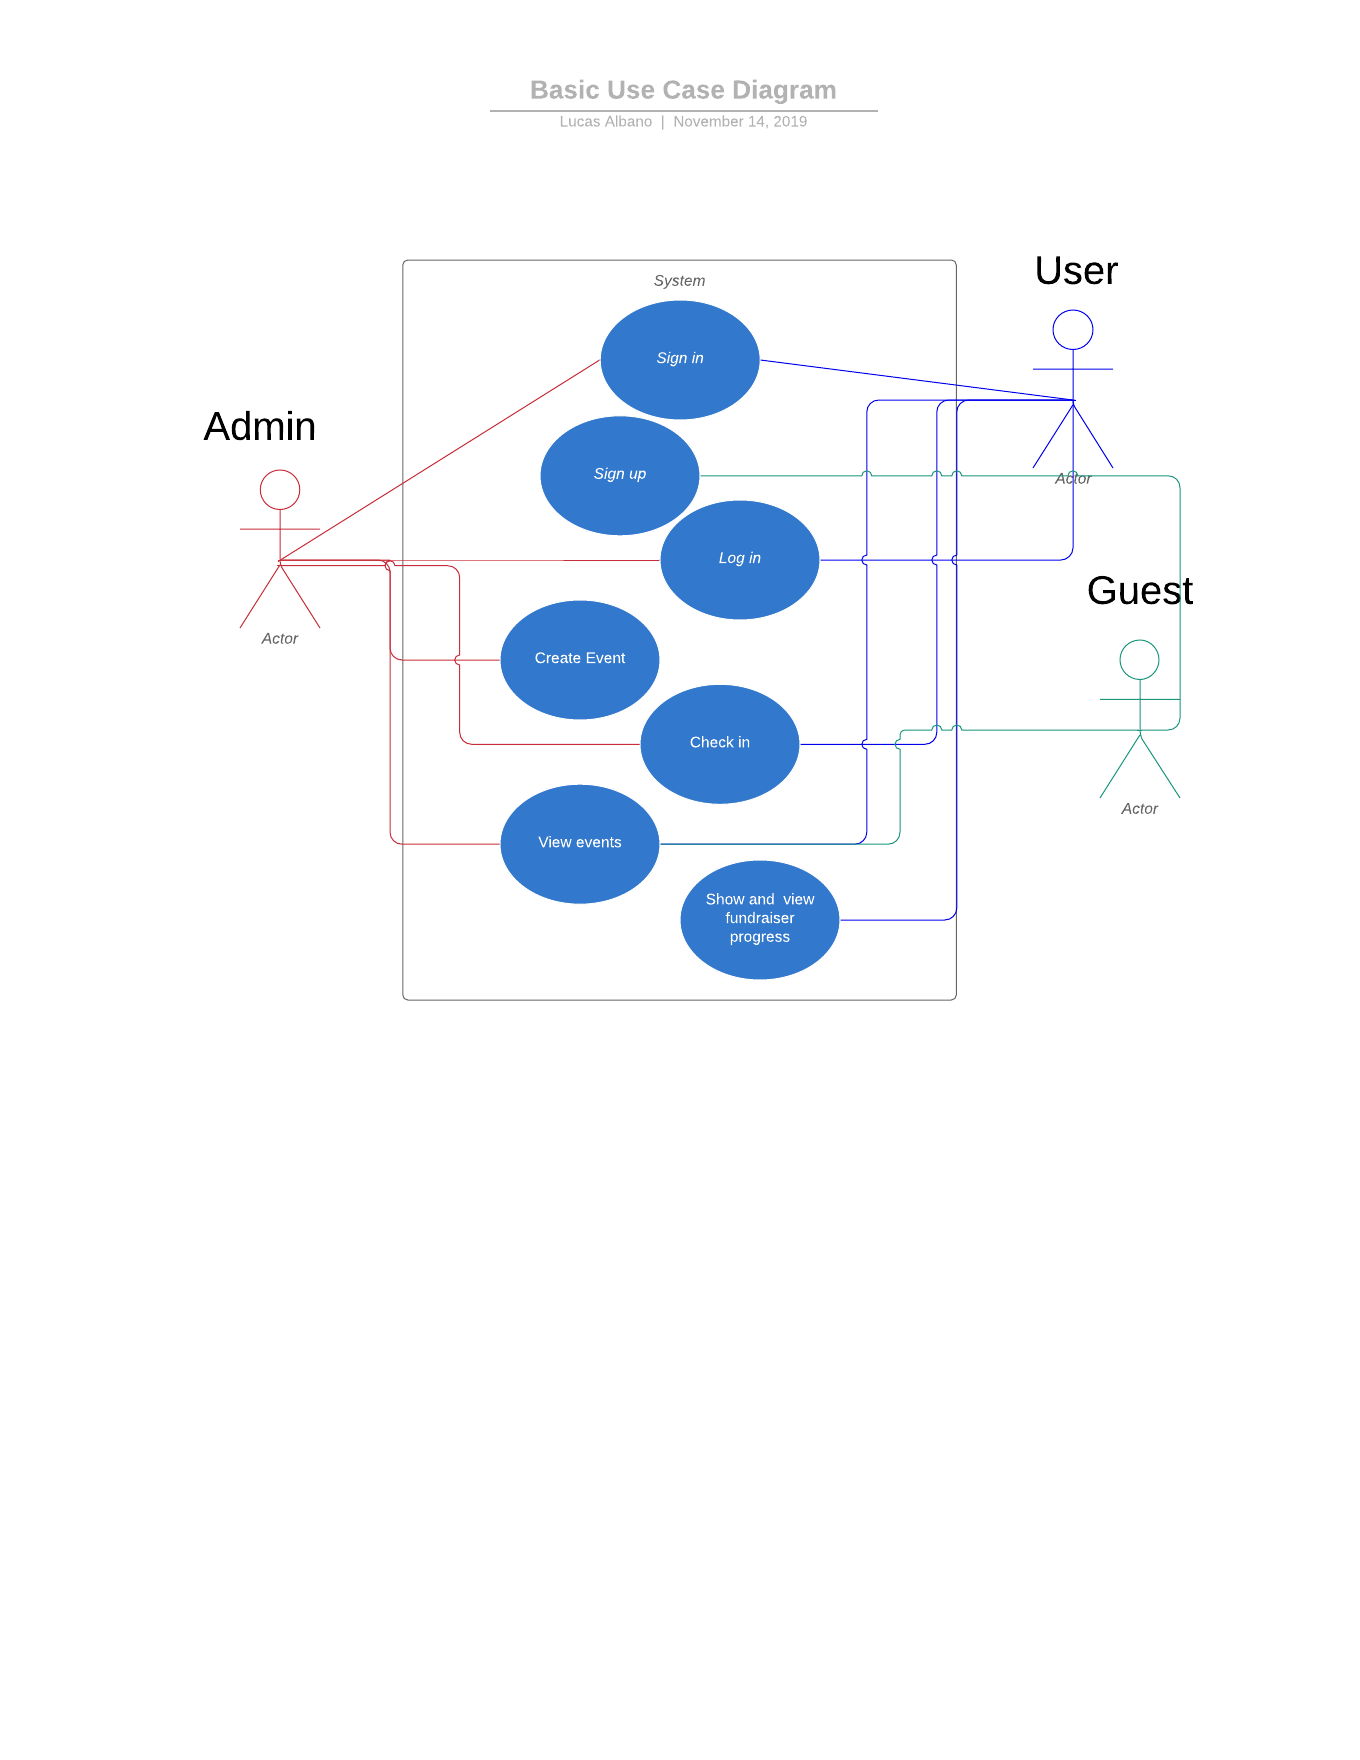 Basic Use Case Diagram
Lucas Albano | November 14, 2019
User
System
Sign in
Admin
Sign up
Actor
Log in
Guest
Actor
Create Event
Check in
Actor
View events
Show and view
fundraiser
progress